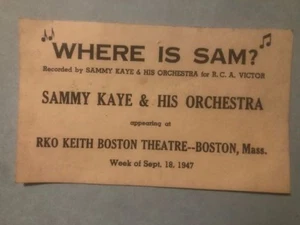 "WHERE IS SAM?"
Recorded by SAMMY KAYE & HIS ORCHESTRA for R. C. A. VICTOR
SAMMY KAYE & HIS ORCHESTRA
appearing at
RKO KEITH BOSTON THEATRE--BOSTON, Mass.
Week of Sept. 18, 1947